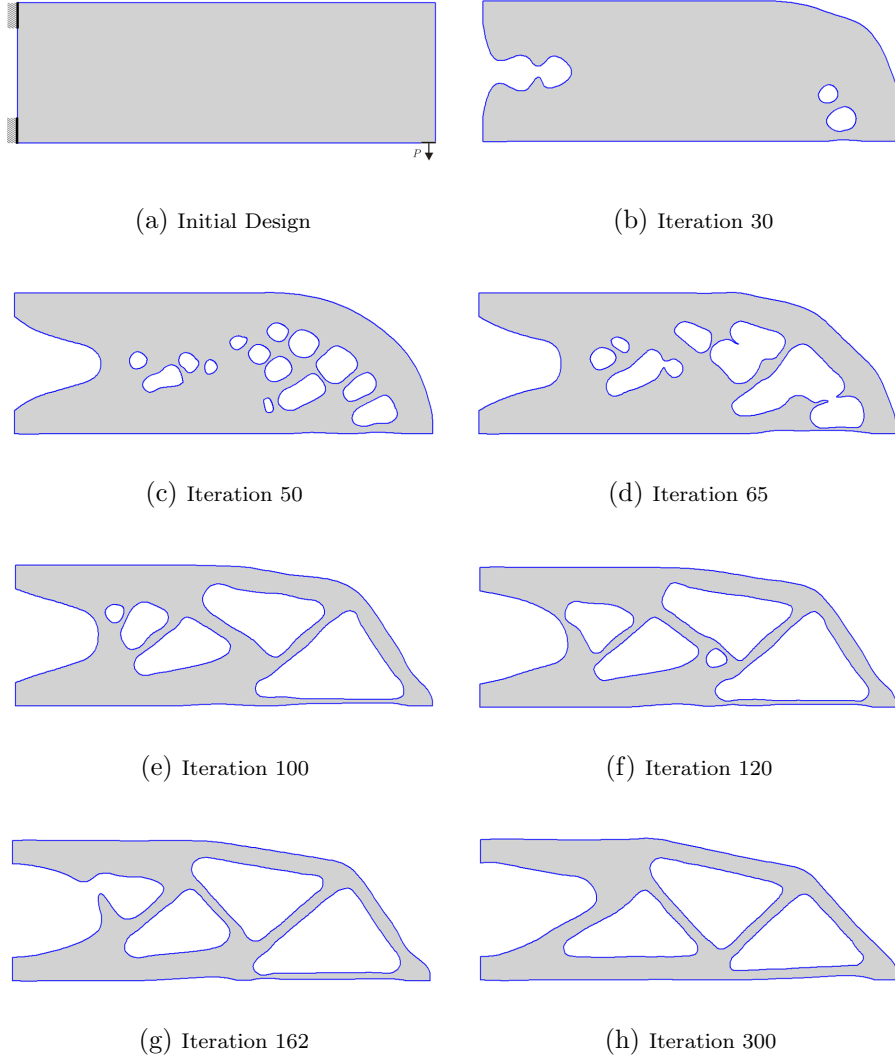 P
(a) Initial Design
(b) Iteration 30
(c) Iteration 50
(d) Iteration 65
(e) Iteration 100
(f) Iteration 120
(g) Iteration 162
(h) Iteration 300